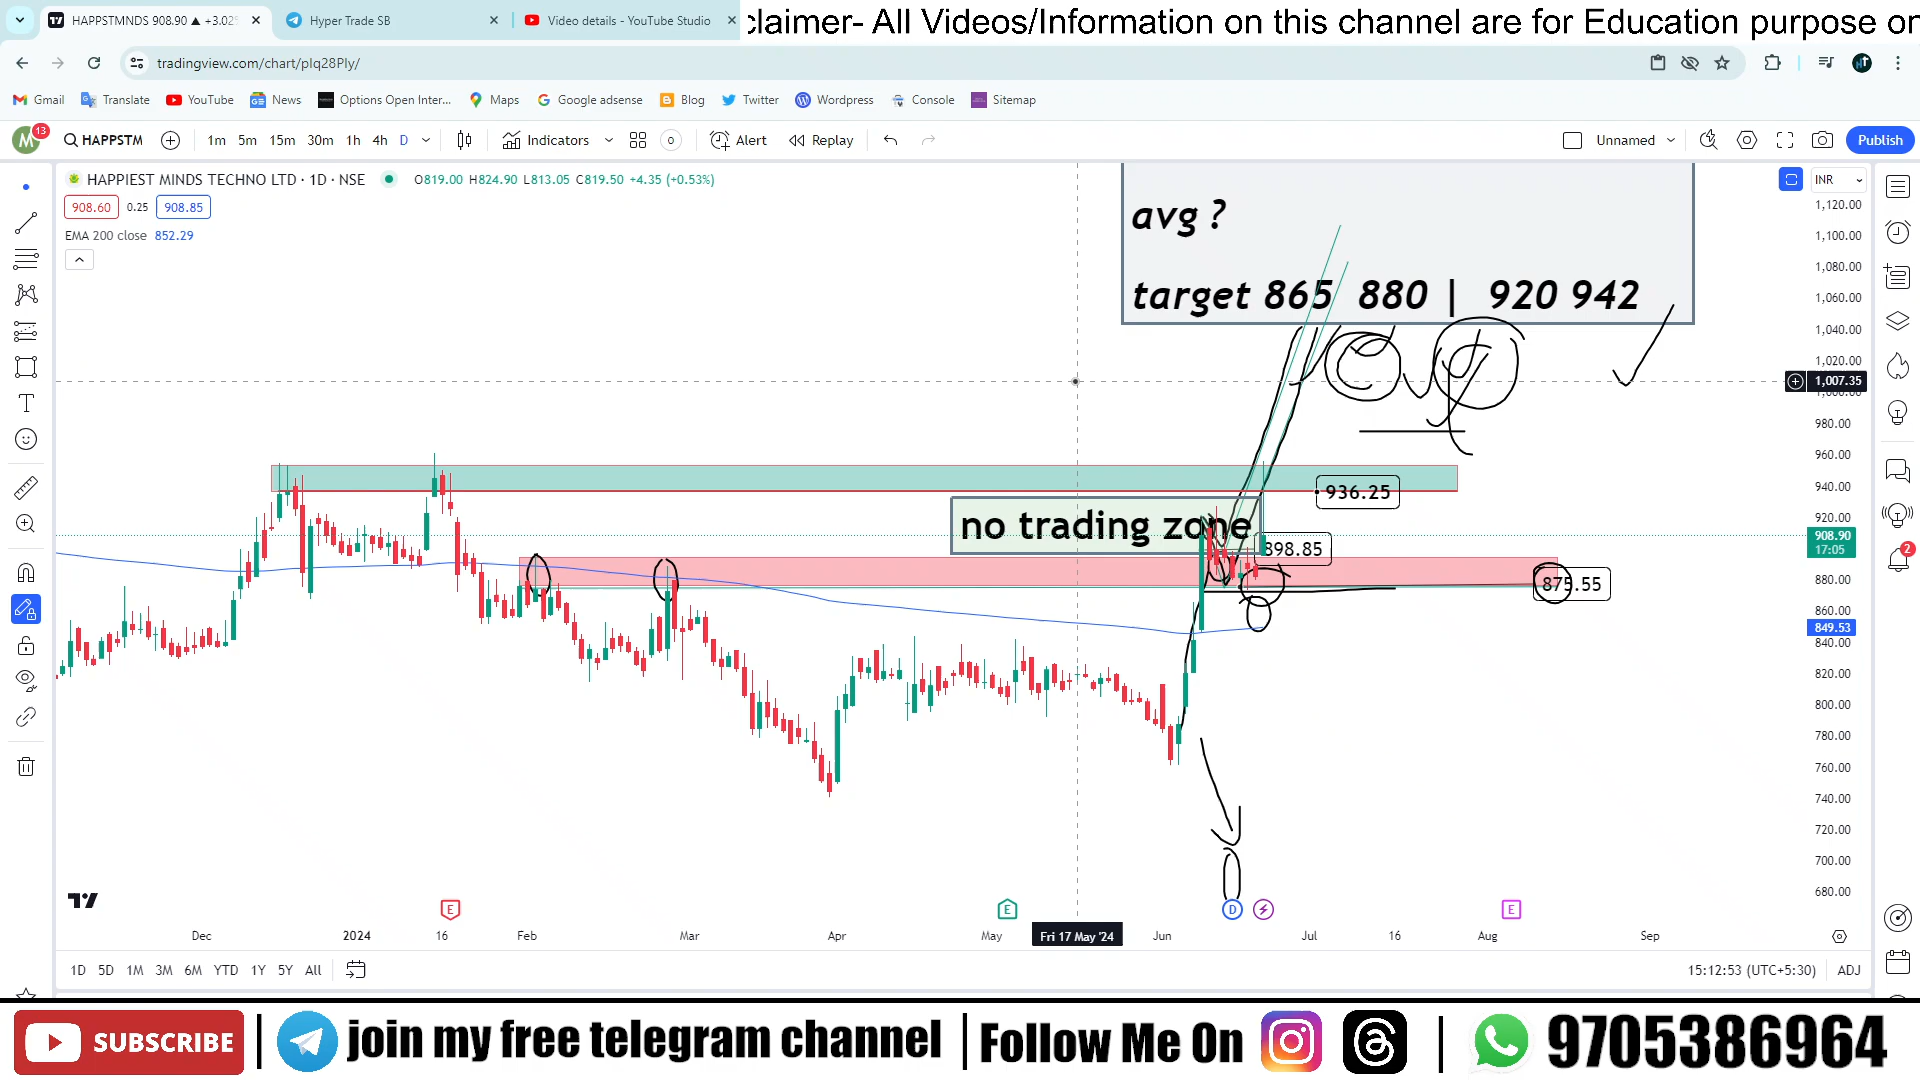 HAPPSTMNDS 908.90 ▲ +3.02
Hyper Trade SB
Video details - YouTube Studio
claimer- All Videos/Information on this channel are for Education purpose on
tradingview.com/chart/plq28Ply/
Gmail Translate YouTube News Options Open Inter... Maps Google adsense Blog Twitter Wordpress Console Sitemap
M 13 HAPPSTM 1m 5m 15m 30m 1h 4h D Indicators Alert Replay Unnamed Publish
HAPPIEST MINDS TECHNO LTD · 1D · NSE O819.00 H824.90 L813.05 C819.50 +4.35 (+0.53%)
INR
908.60 0.25 908.85
EMA 200 close 852.29
avg ?
target 865 880 | 920 942
avg
no trading zone
936.25
898.85
875.55
1,120.00
1,100.00
1,080.00
1,060.00
1,040.00
1,020.00
1,007.35
1,000.00
980.00
960.00
940.00
920.00
908.90
17:05
880.00
860.00
849.53
840.00
820.00
800.00
780.00
760.00
740.00
720.00
700.00
680.00
2
E E D E
Dec 2024 16 Feb Mar Apr May Fri 17 May '24 Jun Jul 16 Aug Sep
1D 5D 1M 3M 6M YTD 1Y 5Y All 15:12:53 (UTC+5:30) ADJ
SUBSCRIBE | join my free telegram channel | Follow Me On | 9705386964